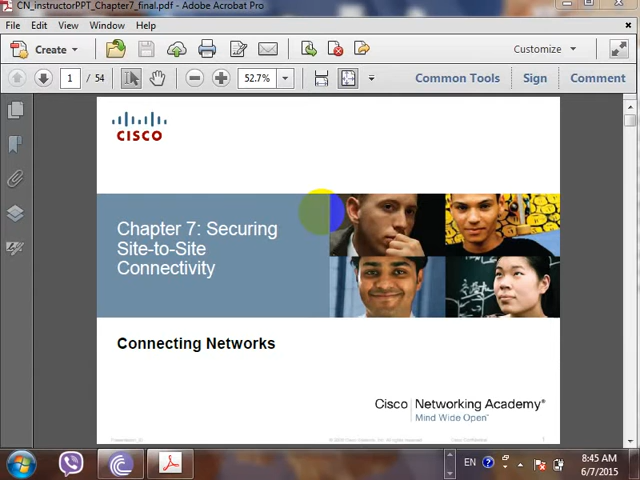 CN_instructorPPT_Chapter7_final.pdf - Adobe Acrobat Pro
File Edit View Window Help
Create Customize
1 / 54 52.7% Common Tools Sign Comment
CISCO
Chapter 7: Securing
Site-to-Site
Connectivity
Connecting Networks
Cisco Networking Academy®
Mind Wide Open™
EN 8:45 AM
6/7/2015